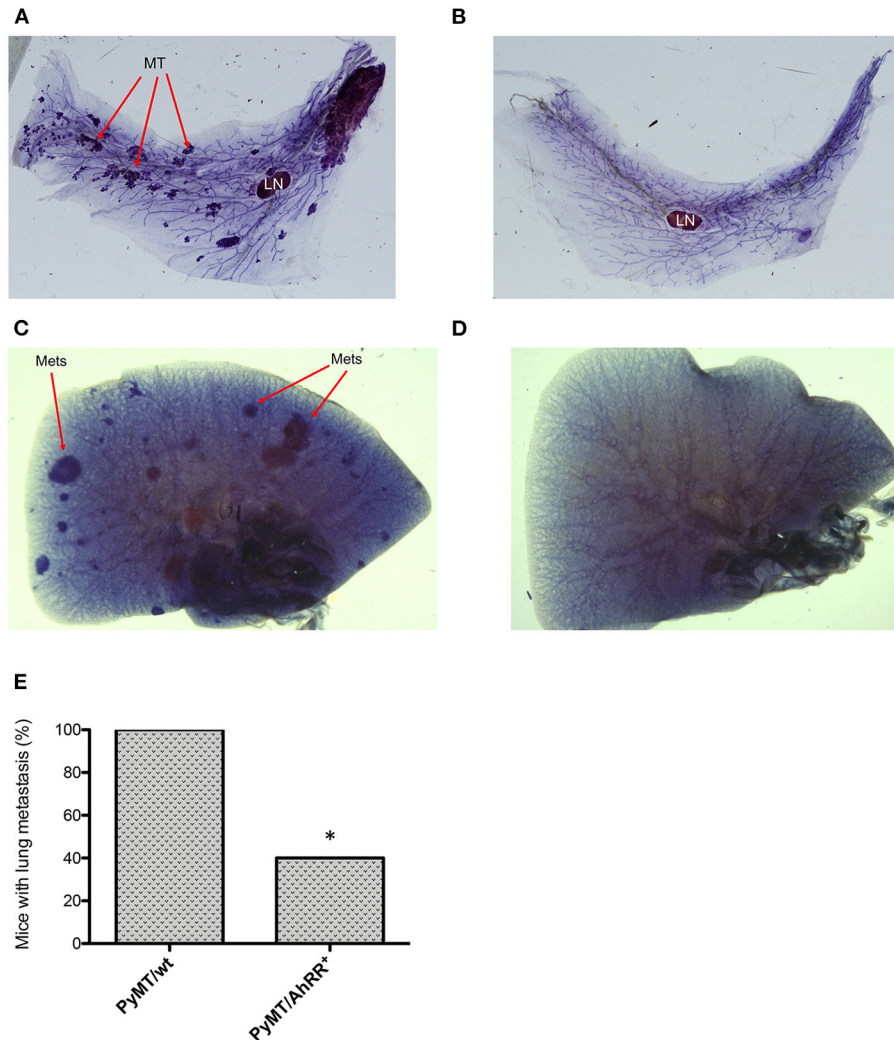 A
B
MT
LN
LN
C
D
Mets
Mets
E
Mice with lung metastasis (%)
100
80
60
40
20
0
*
PyMT/wt
PyMT/AhRR⁺